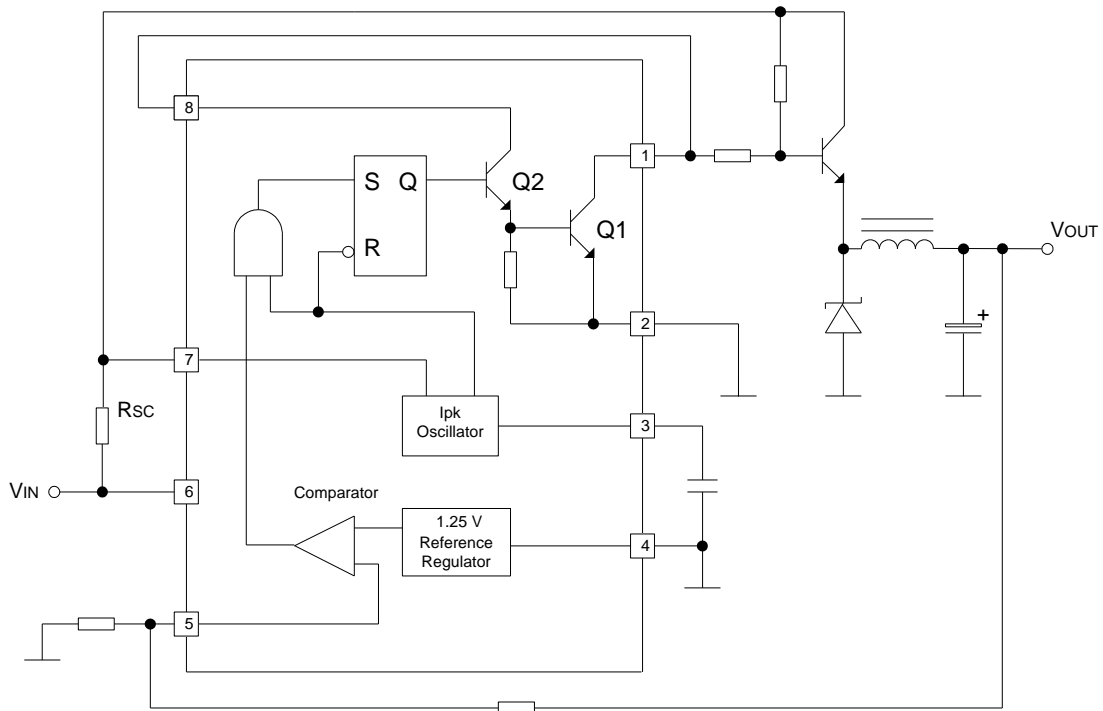 8
1
S Q
Q2
R
Q1
VOUT
+
2
7
RSC
Ipk
Oscillator
3
VIN
6
Comparator
1.25 V
Reference
Regulator
4
5